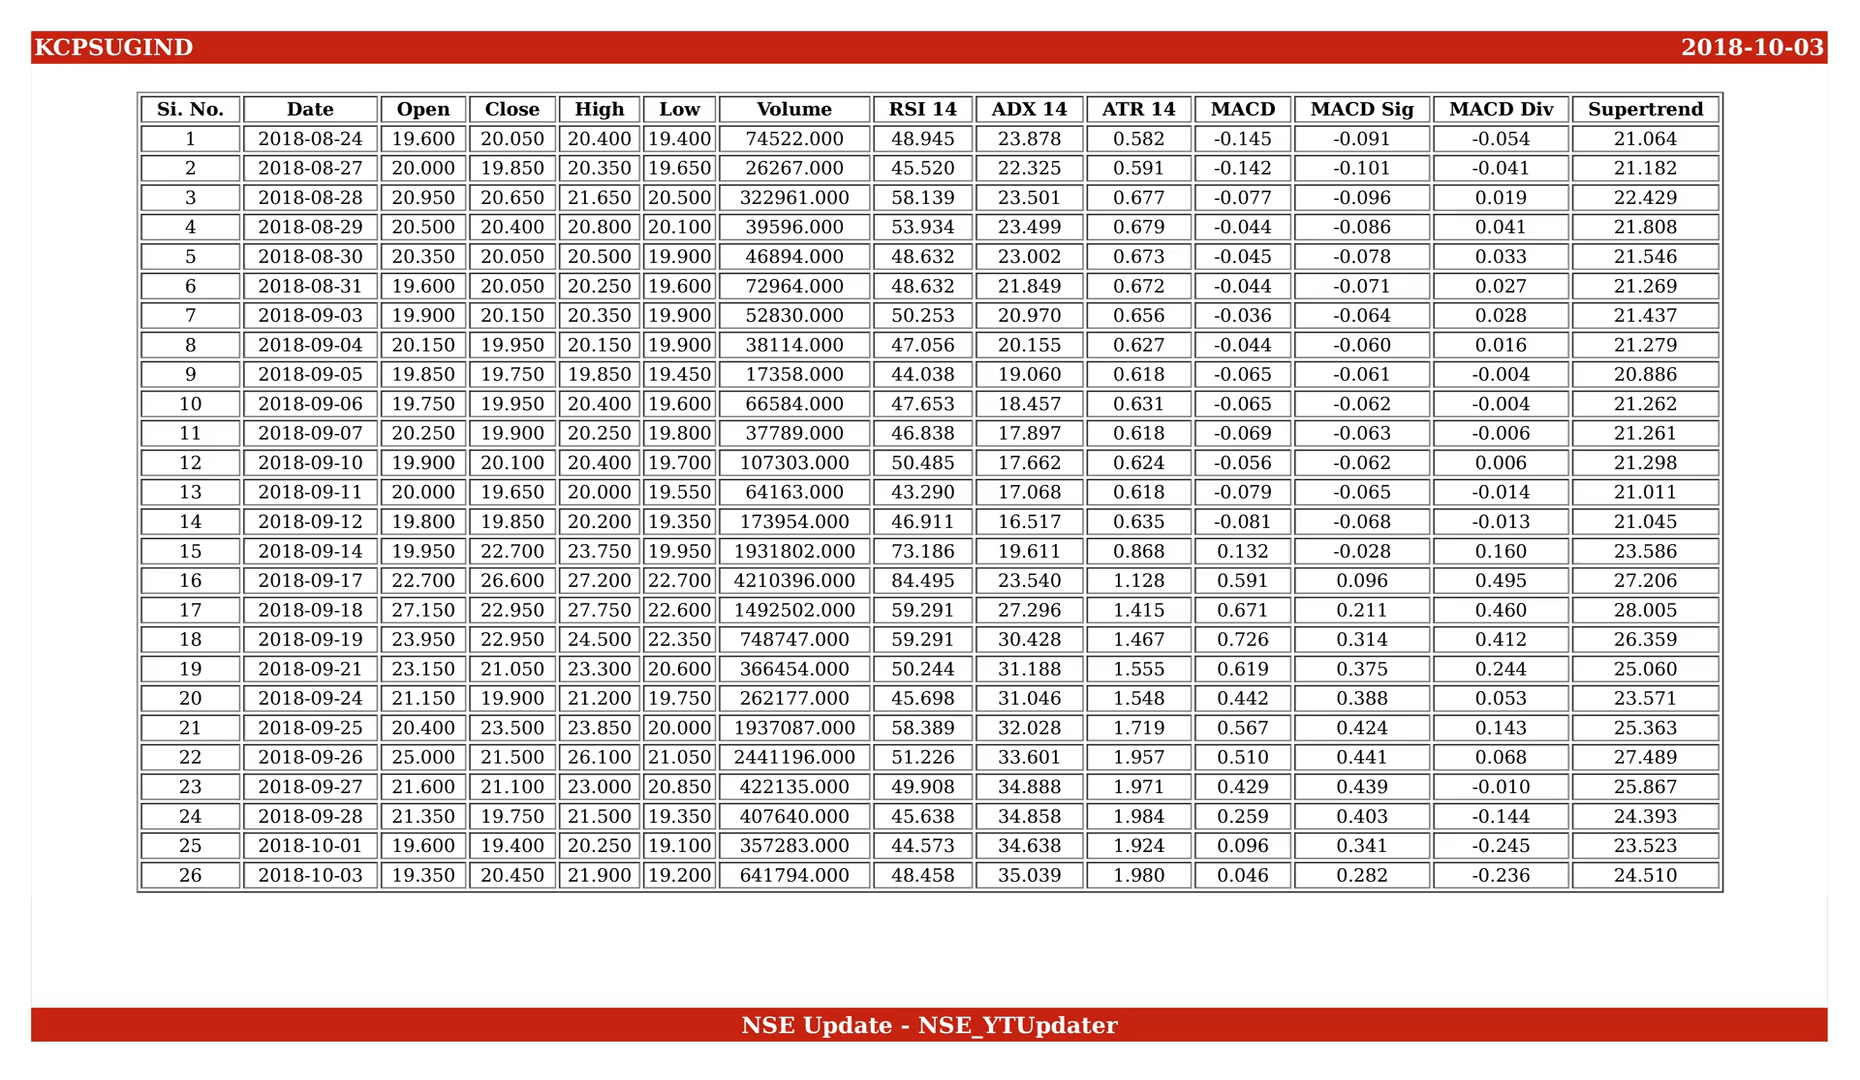 KCPSUGIND 2018-10-03
Si. No. Date Open Close High Low Volume RSI 14 ADX 14 ATR 14 MACD MACD Sig MACD Div Supertrend
1 2018-08-24 19.600 20.050 20.400 19.400 74522.000 48.945 23.878 0.582 -0.145 -0.091 -0.054 21.064
2 2018-08-27 20.000 19.850 20.350 19.650 26267.000 45.520 22.325 0.591 -0.142 -0.101 -0.041 21.182
3 2018-08-28 20.950 20.650 21.650 20.500 322961.000 58.139 23.501 0.677 -0.077 -0.096 0.019 22.429
4 2018-08-29 20.500 20.400 20.800 20.100 39596.000 53.934 23.499 0.679 -0.044 -0.086 0.041 21.808
5 2018-08-30 20.350 20.050 20.500 19.900 46894.000 48.632 23.002 0.673 -0.045 -0.078 0.033 21.546
6 2018-08-31 19.600 20.050 20.250 19.600 72964.000 48.632 21.849 0.672 -0.044 -0.071 0.027 21.269
7 2018-09-03 19.900 20.150 20.350 19.900 52830.000 50.253 20.970 0.656 -0.036 -0.064 0.028 21.437
8 2018-09-04 20.150 19.950 20.150 19.900 38114.000 47.056 20.155 0.627 -0.044 -0.060 0.016 21.279
9 2018-09-05 19.850 19.750 19.850 19.450 17358.000 44.038 19.060 0.618 -0.065 -0.061 -0.004 20.886
10 2018-09-06 19.750 19.950 20.400 19.600 66584.000 47.653 18.457 0.631 -0.065 -0.062 -0.004 21.262
11 2018-09-07 20.250 19.900 20.250 19.800 37789.000 46.838 17.897 0.618 -0.069 -0.063 -0.006 21.261
12 2018-09-10 19.900 20.100 20.400 19.700 107303.000 50.485 17.662 0.624 -0.056 -0.062 0.006 21.298
13 2018-09-11 20.000 19.650 20.000 19.550 64163.000 43.290 17.068 0.618 -0.079 -0.065 -0.014 21.011
14 2018-09-12 19.800 19.850 20.200 19.350 173954.000 46.911 16.517 0.635 -0.081 -0.068 -0.013 21.045
15 2018-09-14 19.950 22.700 23.750 19.950 1931802.000 73.186 19.611 0.868 0.132 -0.028 0.160 23.586
16 2018-09-17 22.700 26.600 27.200 22.700 4210396.000 84.495 23.540 1.128 0.591 0.096 0.495 27.206
17 2018-09-18 27.150 22.950 27.750 22.600 1492502.000 59.291 27.296 1.415 0.671 0.211 0.460 28.005
18 2018-09-19 23.950 22.950 24.500 22.350 748747.000 59.291 30.428 1.467 0.726 0.314 0.412 26.359
19 2018-09-21 23.150 21.050 23.300 20.600 366454.000 50.244 31.188 1.555 0.619 0.375 0.244 25.060
20 2018-09-24 21.150 19.900 21.200 19.750 262177.000 45.698 31.046 1.548 0.442 0.388 0.053 23.571
21 2018-09-25 20.400 23.500 23.850 20.000 1937087.000 58.389 32.028 1.719 0.567 0.424 0.143 25.363
22 2018-09-26 25.000 21.500 26.100 21.050 2441196.000 51.226 33.601 1.957 0.510 0.441 0.068 27.489
23 2018-09-27 21.600 21.100 23.000 20.850 422135.000 49.908 34.888 1.971 0.429 0.439 -0.010 25.867
24 2018-09-28 21.350 19.750 21.500 19.350 407640.000 45.638 34.858 1.984 0.259 0.403 -0.144 24.393
25 2018-10-01 19.600 19.400 20.250 19.100 357283.000 44.573 34.638 1.924 0.096 0.341 -0.245 23.523
26 2018-10-03 19.350 20.450 21.900 19.200 641794.000 48.458 35.039 1.980 0.046 0.282 -0.236 24.510
NSE Update - NSE_YTUpdater